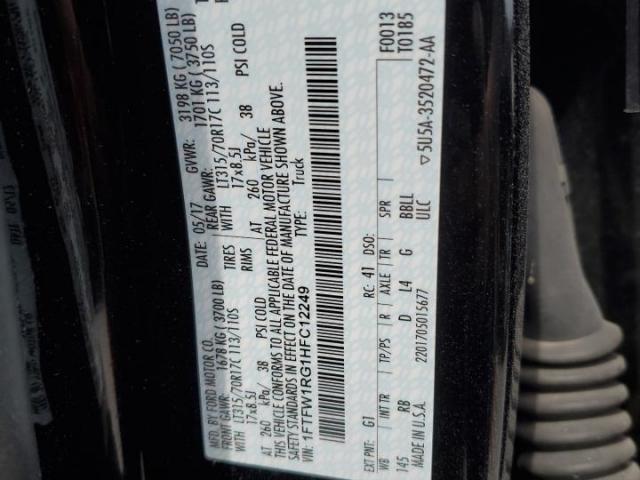 MFD. BY FORD MOTOR CO.
DATE: 05/17 GVWR: 3198 KG ( 7050 LB)
FRONT GAWR: 1678 KG ( 3700 LB) REAR GAWR: 1701 KG ( 3750 LB)
WITH LT315/70R17C 113/110S TIRES WITH LT315/70R17C 113/110S
17x8.5J RIMS 17x8.5J
AT 260 kPa/ 38 PSI COLD AT 260 kPa/ 38 PSI COLD
THIS VEHICLE CONFORMS TO ALL APPLICABLE FEDERAL MOTOR VEHICLE
SAFETY STANDARDS IN EFFECT ON THE DATE OF MANUFACTURE SHOWN ABOVE.
VIN: 1FTFW1RG1HFC12249
Truck
F0013
T0185
EXT PNT: G1 RC: 41 DSO:
WB INT TR TP/PS R AXLE TR SPR
145 RB D L4 G BBLL
MADE IN U.S.A. 2201705015677 ULC
▽5U5A-3520472-AA